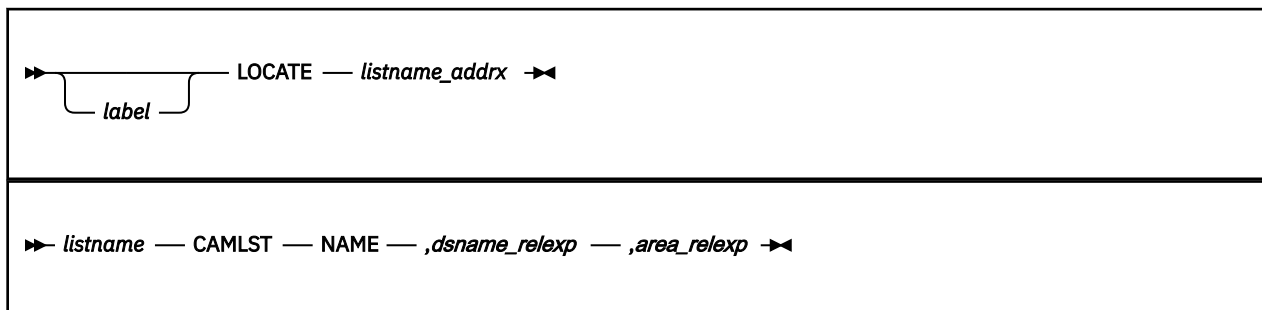 LOCATE listname_addrx
label
listname CAMLST NAME ,dsname_relexp ,area_relexp